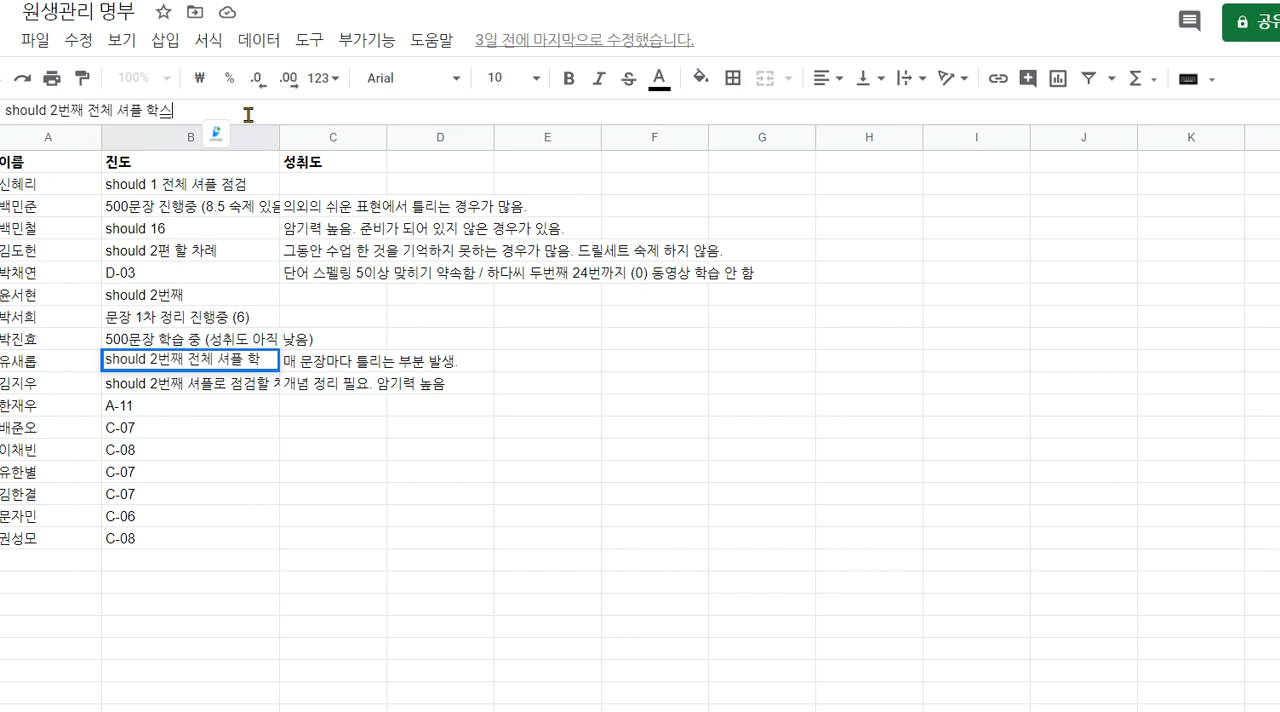 원생관리 명부
파일 수정 보기 삽입 서식 데이터 도구 부가기능 도움말 3일 전에 마지막으로 수정했습니다.
100% ₩ % .0 .00 123 Arial 10 B I S A
should 2번째 전체 셔플 학스
A B C D E F G H I J K
이름 진도 성취도
신혜리 should 1 전체 셔플 점검
백민준 500문장 진행중 (8.5 숙제 있음 의외의 쉬운 표현에서 틀리는 경우가 많음.
백민철 should 16 암기력 높음. 준비가 되어 있지 않은 경우가 있음.
김도헌 should 2편 할 차례 그동안 수업 한 것을 기억하지 못하는 경우가 많음. 드릴세트 숙제 하지 않음.
박채연 D-03 단어 스펠링 5이상 맞히기 약속함 / 하다씨 두번째 24번까지 (0) 동영상 학습 안 함
윤서현 should 2번째
박서희 문장 1차 정리 진행중 (6)
박진효 500문장 학습 중 (성취도 아직 낮음)
유새롭 should 2번째 전체 셔플 학 매 문장마다 틀리는 부분 발생.
김지우 should 2번째 셔플로 점검할 개념 정리 필요. 암기력 높음
한재우 A-11
배준오 C-07
이채빈 C-08
유한별 C-07
김한결 C-07
문자민 C-06
권성모 C-08